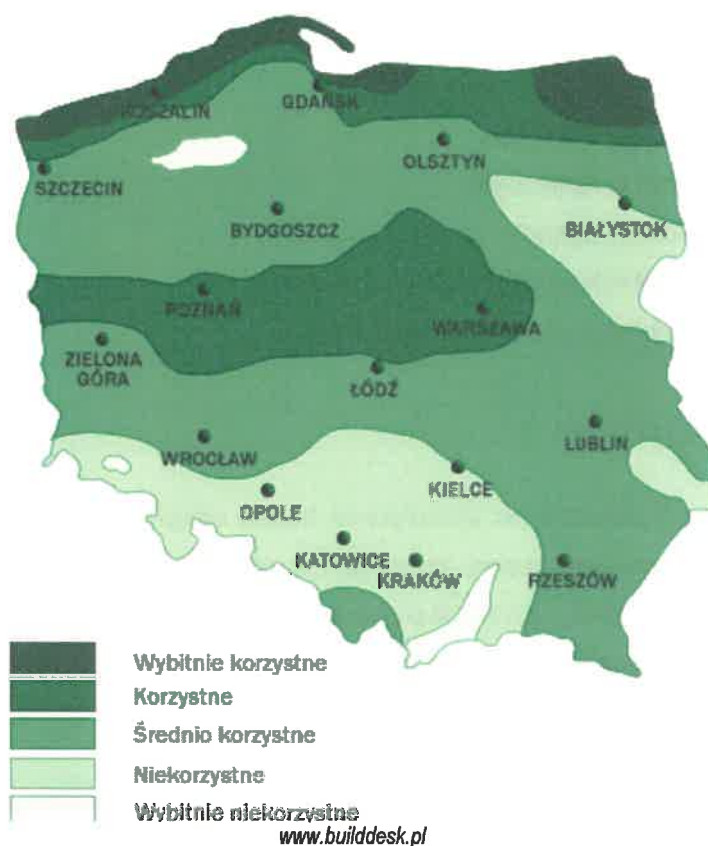 KOSZALIN
GDAŃSK
OLSZTYN
SZCZECIN
BYDGOSZCZ
BIAŁYSTOK
POZNAŃ
WARSZAWA
ZIELONA
GÓRA
ŁÓDŹ
LUBLIN
WROCŁAW
KIELCE
OPOLE
KATOWICE
KRAKÓW
RZESZÓW
Wybitnie korzystne
Korzystne
Średnio korzystne
Niekorzystne
Wybitnie niekorzystne
www.builddesk.pl